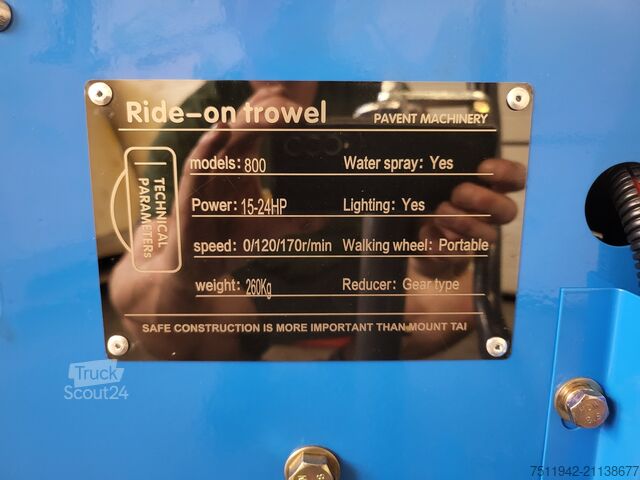 Ride-on trowel
PAVENT MACHINERY
TECHNICAL
PARAMETERs
models: 800
Water spray: Yes
Power: 15-24HP
Lighting: Yes
speed: 0/120/170r/min
Walking wheel: Portable
weight: 260Kg
Reducer: Gear type
SAFE CONSTRUCTION IS MORE IMPORTANT THAN MOUNT TAI
Truck
Scout24
7511942-21138677